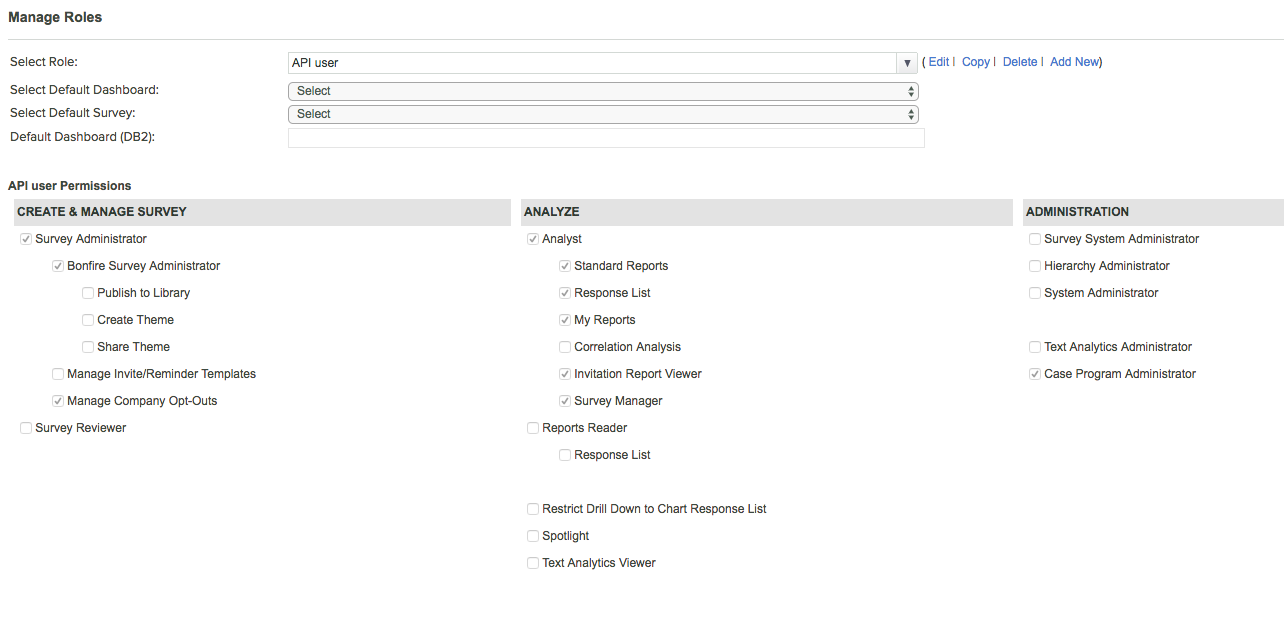 Manage Roles
Select Role:
API user
( Edit | Copy | Delete | Add New)
Select Default Dashboard:
Select
Select Default Survey:
Select
Default Dashboard (DB2):
API user Permissions
CREATE & MANAGE SURVEY
Survey Administrator
Bonfire Survey Administrator
Publish to Library
Create Theme
Share Theme
Manage Invite/Reminder Templates
Manage Company Opt-Outs
Survey Reviewer
ANALYZE
Analyst
Standard Reports
Response List
My Reports
Correlation Analysis
Invitation Report Viewer
Survey Manager
Reports Reader
Response List
Restrict Drill Down to Chart Response List
Spotlight
Text Analytics Viewer
ADMINISTRATION
Survey System Administrator
Hierarchy Administrator
System Administrator
Text Analytics Administrator
Case Program Administrator